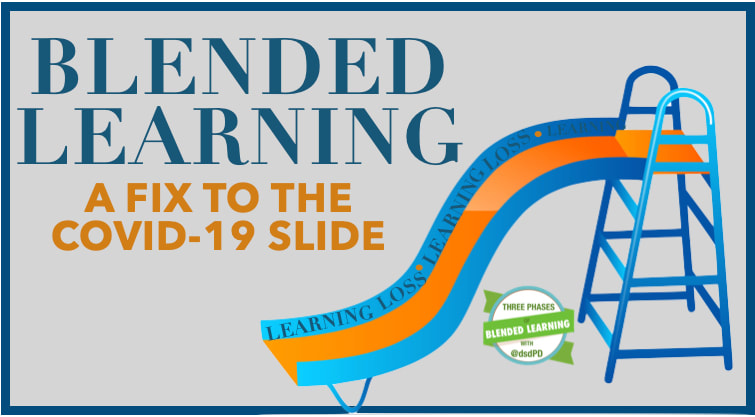 BLENDED
LEARNING
A FIX TO THE
COVID-19 SLIDE
LEARNING LOSS • LEARNING LOSS • LEARN
THREE PHASES
OF
BLENDED LEARNING
WITH
@dsdPD